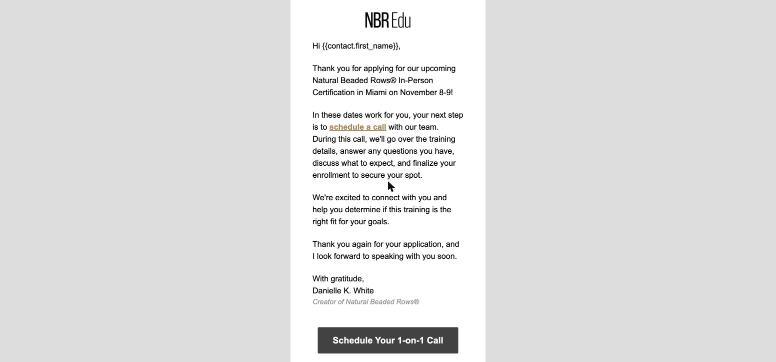 NBR Edu
Hi {{contact.first_name}},
Thank you for applying for our upcoming
Natural Beaded Rows® In-Person
Certification in Miami on November 8-9!
In these dates work for you, your next step
is to schedule a call with our team.
During this call, we'll go over the training
details, answer any questions you have,
discuss what to expect, and finalize your
enrollment to secure your spot.
We're excited to connect with you and
help you determine if this training is the
right fit for your goals.
Thank you again for your application, and
I look forward to speaking with you soon.
With gratitude,
Danielle K. White
Creator of Natural Beaded Rows®
Schedule Your 1-on-1 Call